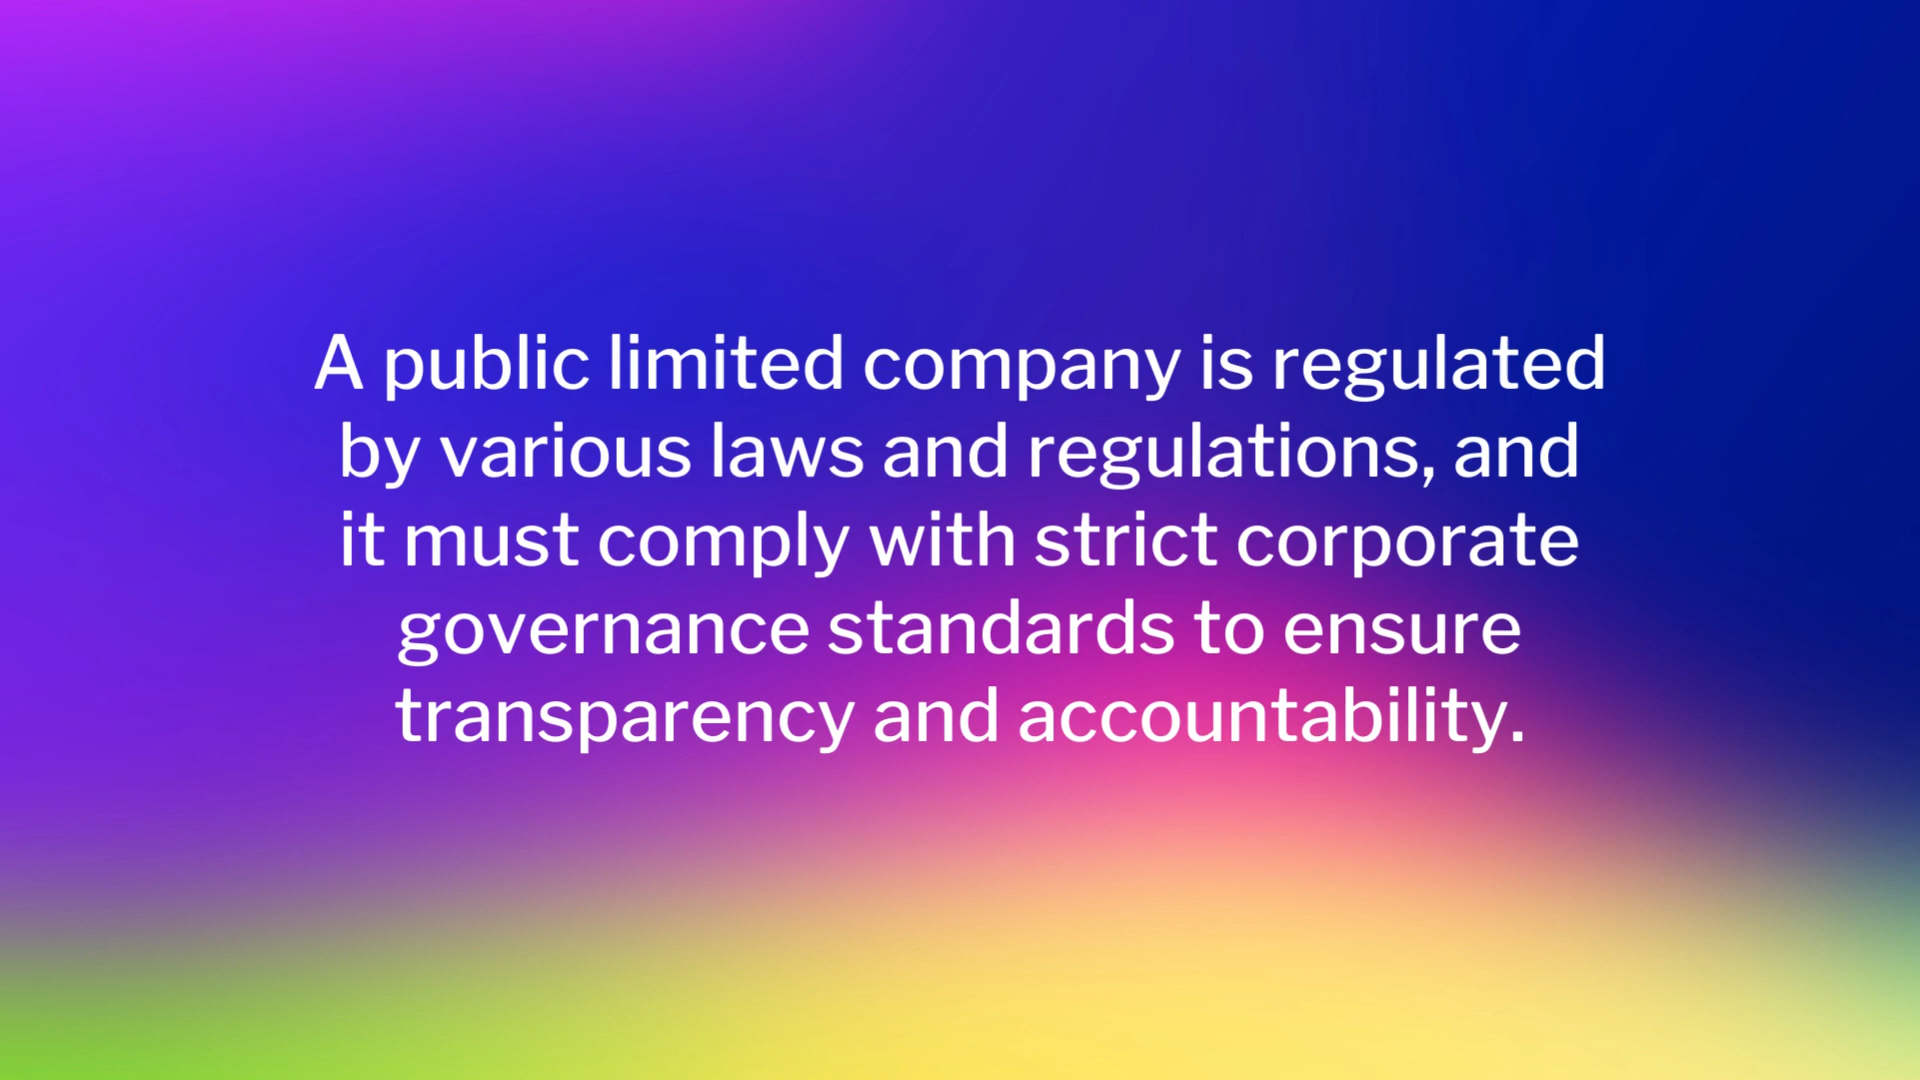 A public limited company is regulated
by various laws and regulations, and
it must comply with strict corporate
governance standards to ensure
transparency and accountability.